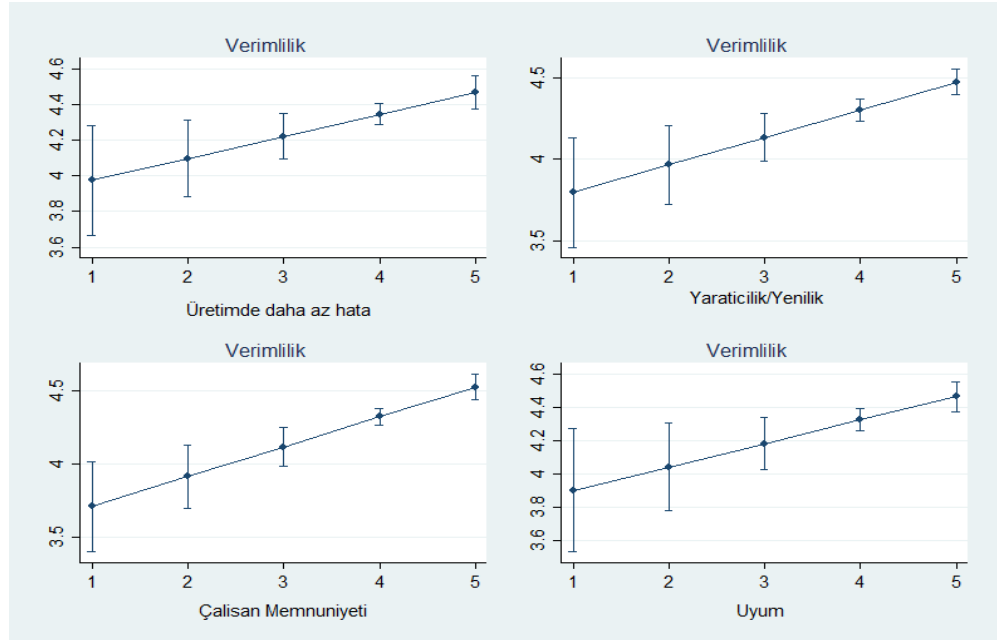 Verimlilik
4.6
4.4
4.2
4
3.8
3.6
1 2 3 4 5
Üretimde daha az hata
Verimlilik
4.5
4
3.5
1 2 3 4 5
Yaraticilik/Yenilik
Verimlilik
4.5
4
3.5
1 2 3 4 5
Çalisan Memnuniyeti
Verimlilik
4.6
4.4
4.2
4
3.8
3.6
1 2 3 4 5
Uyum